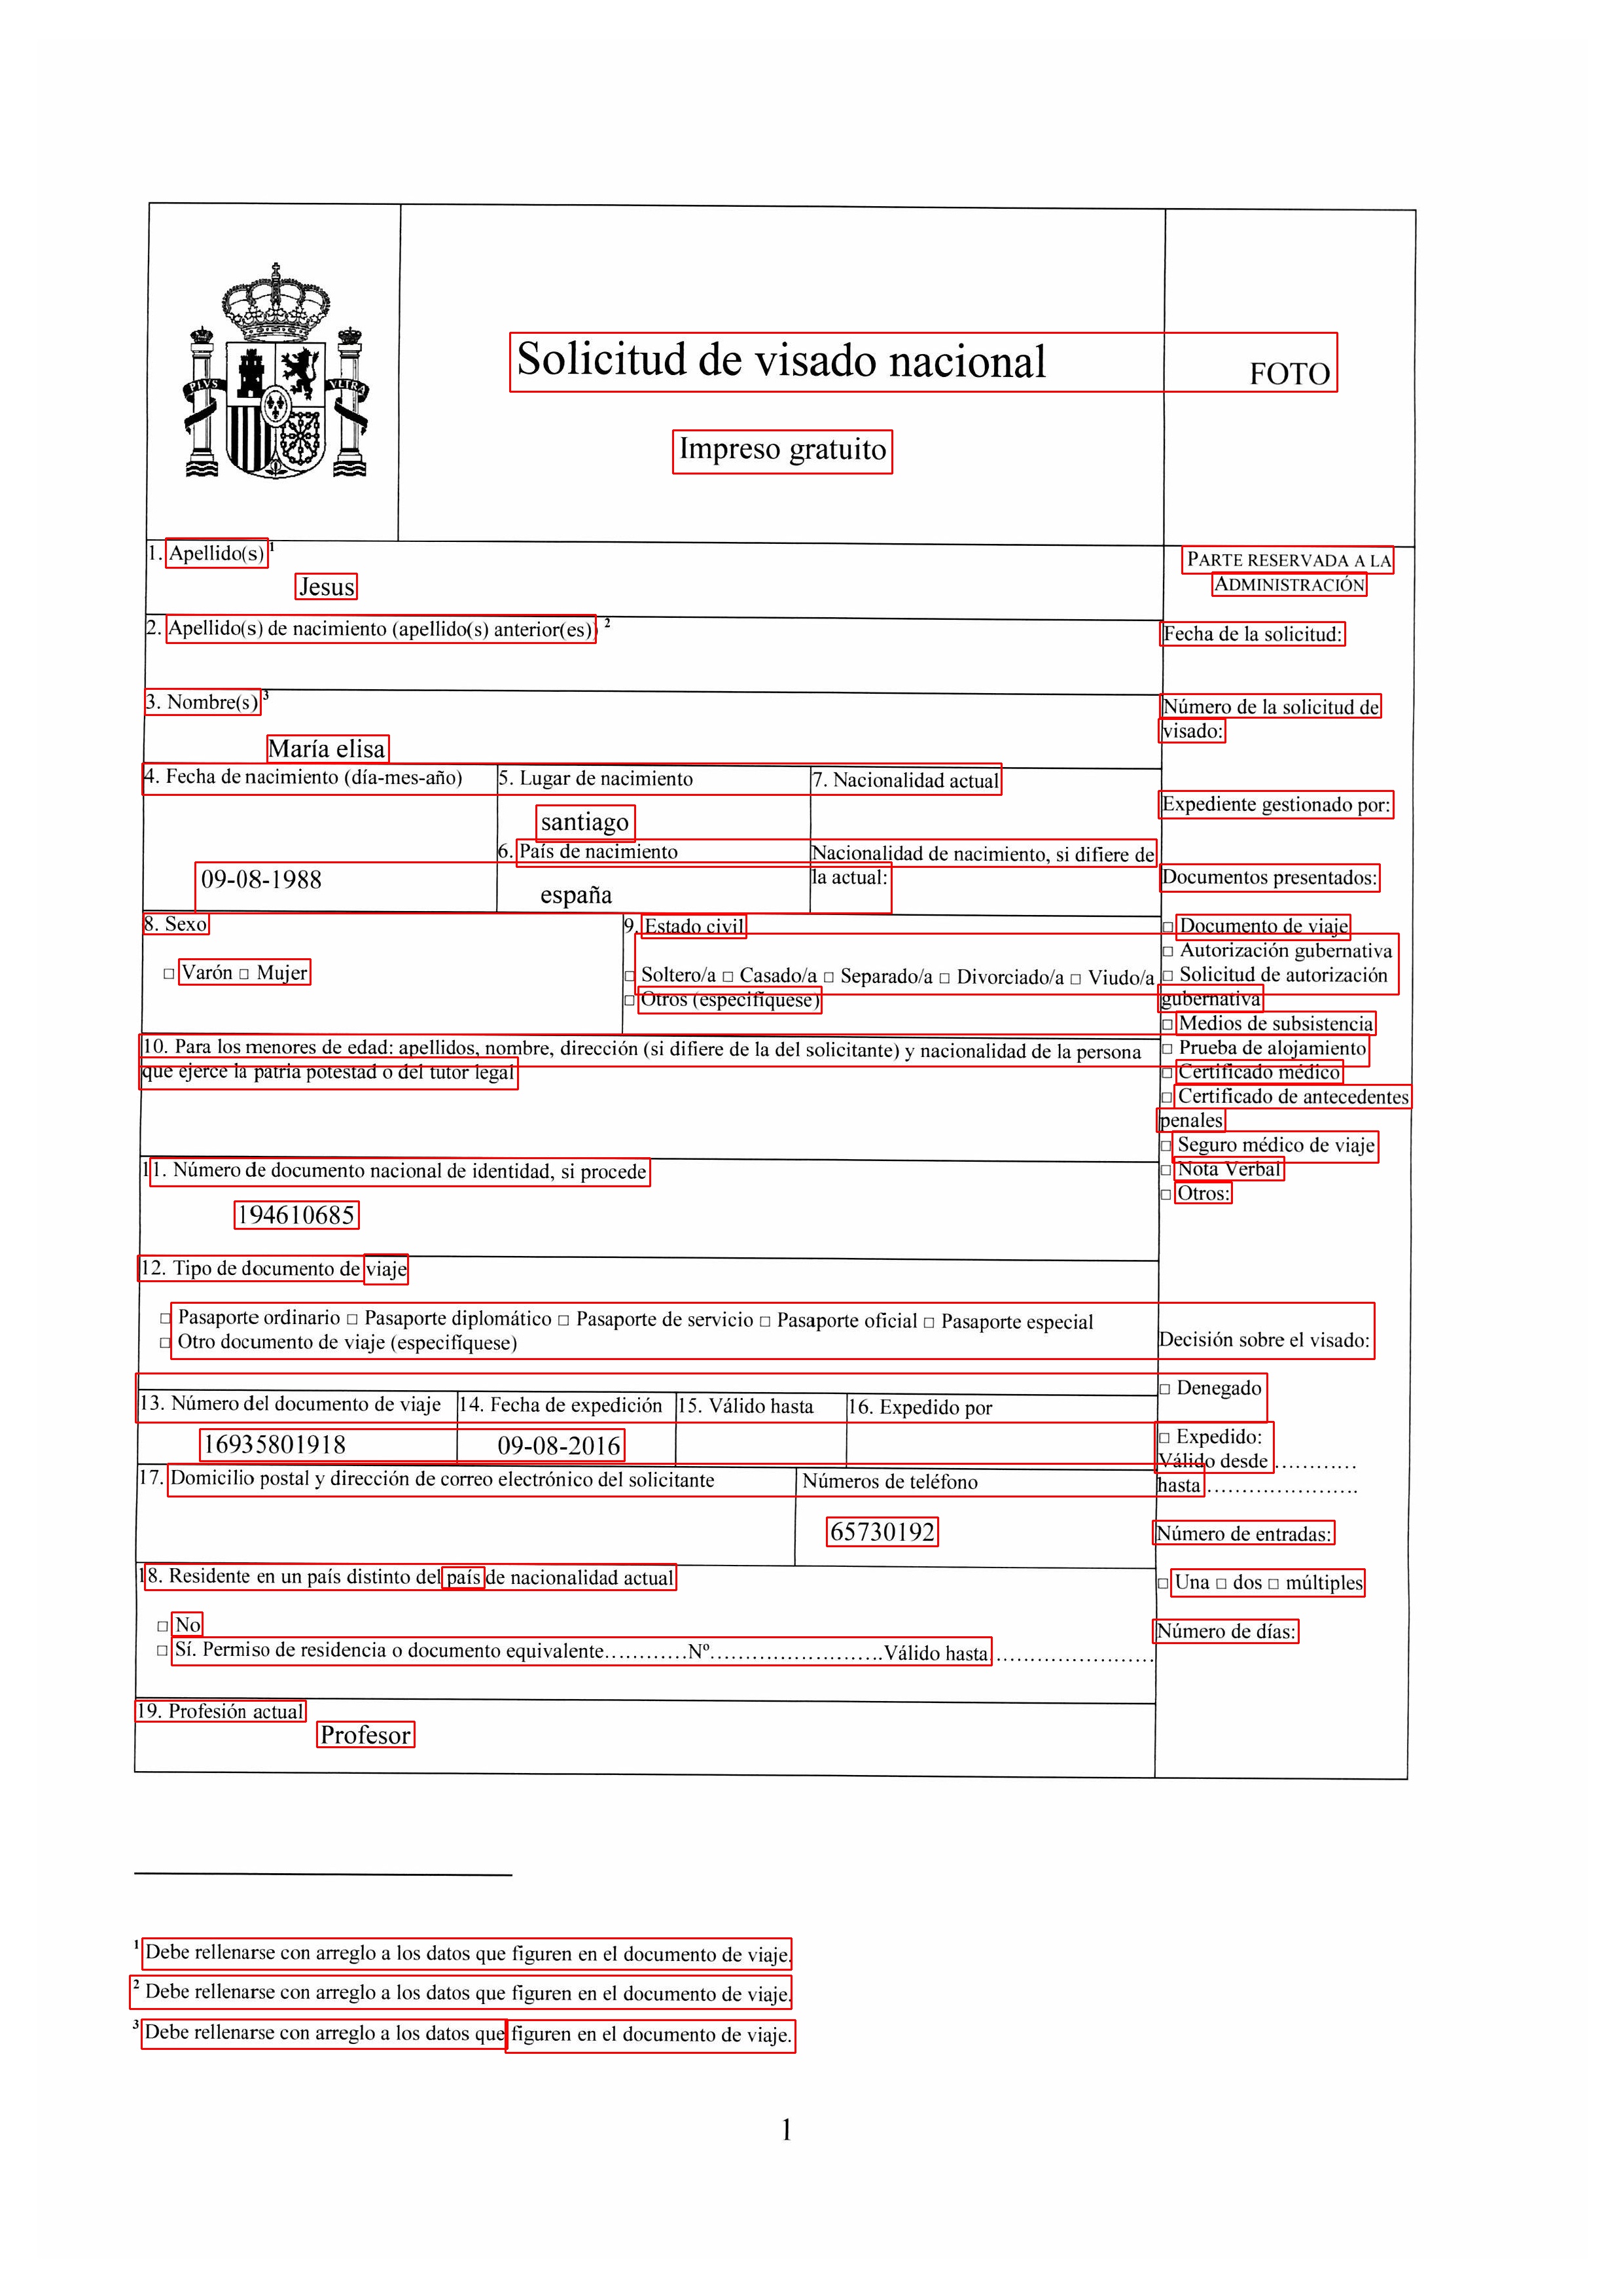 PLVS VLTRA
Solicitud de visado nacional
FOTO
Impreso gratuito
1. Apellido(s) 1
Jesus
PARTE RESERVADA A LA
ADMINISTRACIÓN
2. Apellido(s) de nacimiento (apellido(s) anterior(es)) 2
Fecha de la solicitud:
3. Nombre(s) 3
María elisa
Número de la solicitud de
visado:
4. Fecha de nacimiento (día-mes-año)
09-08-1988
5. Lugar de nacimiento
santiago
6. País de nacimiento
españa
7. Nacionalidad actual
Nacionalidad de nacimiento, si difiere de
la actual:
Expediente gestionado por:
Documentos presentados:
8. Sexo
□ Varón □ Mujer
9. Estado civil
□ Soltero/a □ Casado/a □ Separado/a □ Divorciado/a □ Viudo/a
□ Otros (especifíquese)
□ Documento de viaje
□ Autorización gubernativa
□ Solicitud de autorización
gubernativa
□ Medios de subsistencia
□ Prueba de alojamiento
□ Certificado médico
□ Certificado de antecedentes
penales
□ Seguro médico de viaje
□ Nota Verbal
□ Otros:
10. Para los menores de edad: apellidos, nombre, dirección (si difiere de la del solicitante) y nacionalidad de la persona
que ejerce la patria potestad o del tutor legal
11. Número de documento nacional de identidad, si procede
194610685
12. Tipo de documento de viaje
□ Pasaporte ordinario □ Pasaporte diplomático □ Pasaporte de servicio □ Pasaporte oficial □ Pasaporte especial
□ Otro documento de viaje (especifíquese)
Decisión sobre el visado:
□ Denegado
□ Expedido:
Válido desde ............
hasta ......................
13. Número del documento de viaje
16935801918
14. Fecha de expedición
09-08-2016
15. Válido hasta
16. Expedido por
17. Domicilio postal y dirección de correo electrónico del solicitante
Números de teléfono
65730192
Número de entradas:
□ Una □ dos □ múltiples
Número de días:
18. Residente en un país distinto del país de nacionalidad actual
□ No
□ Sí. Permiso de residencia o documento equivalente............Nº.........................Válido hasta.......................
19. Profesión actual
Profesor
1 Debe rellenarse con arreglo a los datos que figuren en el documento de viaje.
2 Debe rellenarse con arreglo a los datos que figuren en el documento de viaje.
3 Debe rellenarse con arreglo a los datos que figuren en el documento de viaje.
1